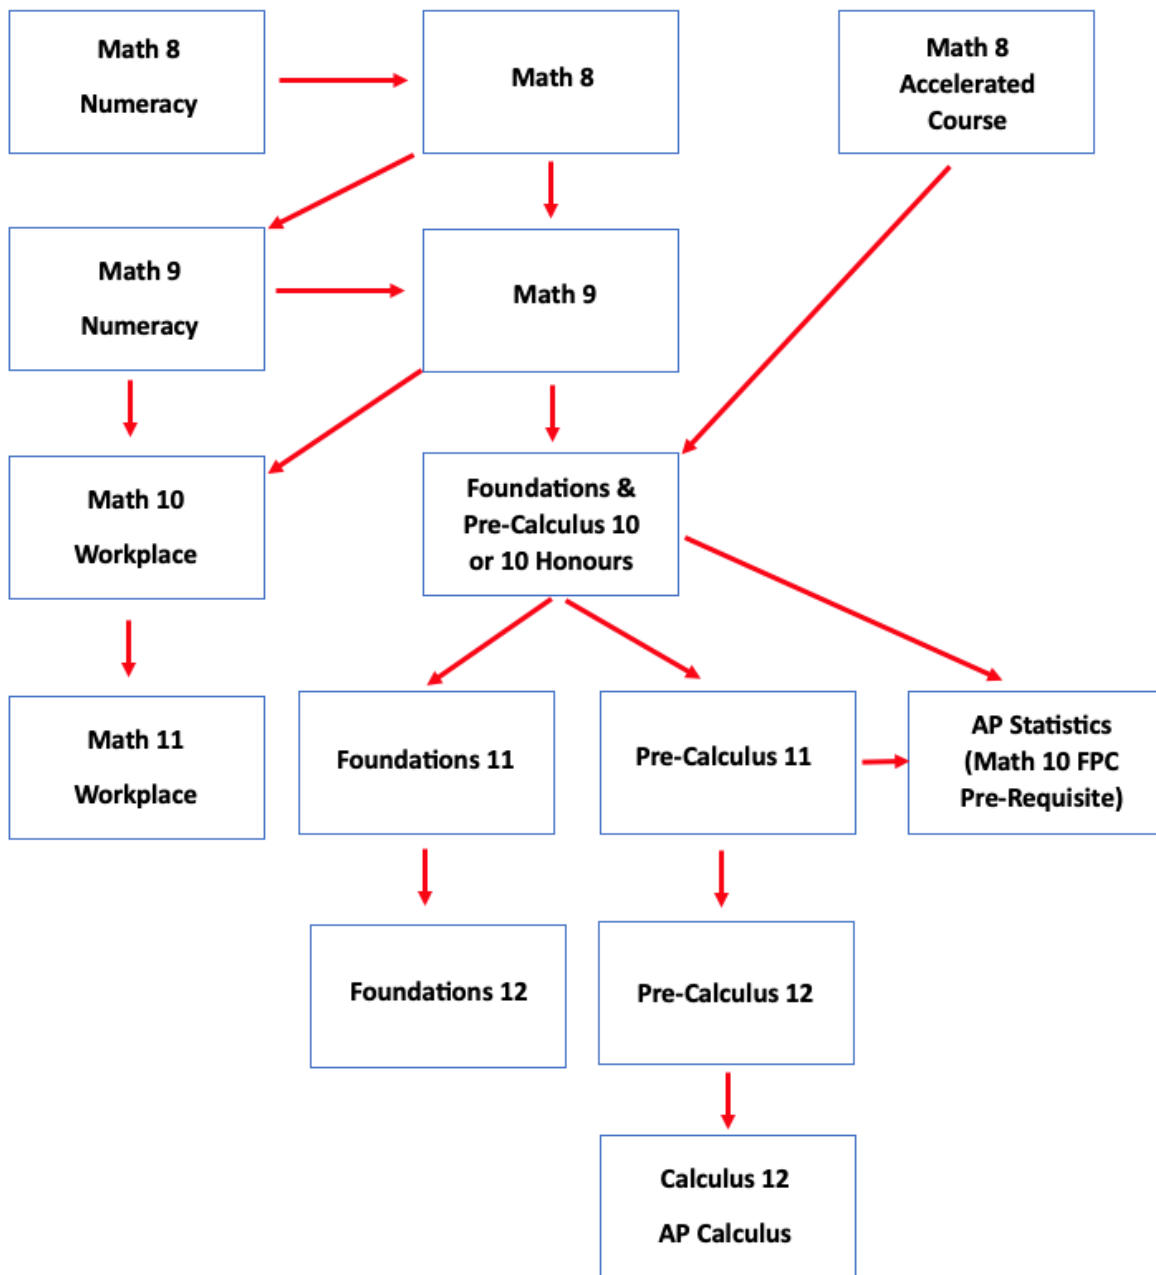 Math 8
Numeracy
Math 8
Math 8
Accelerated
Course
Math 9
Numeracy
Math 9
Math 10
Workplace
Foundations &
Pre-Calculus 10
or 10 Honours
Math 11
Workplace
Foundations 11
Pre-Calculus 11
AP Statistics
(Math 10 FPC
Pre-Requisite)
Foundations 12
Pre-Calculus 12
Calculus 12
AP Calculus